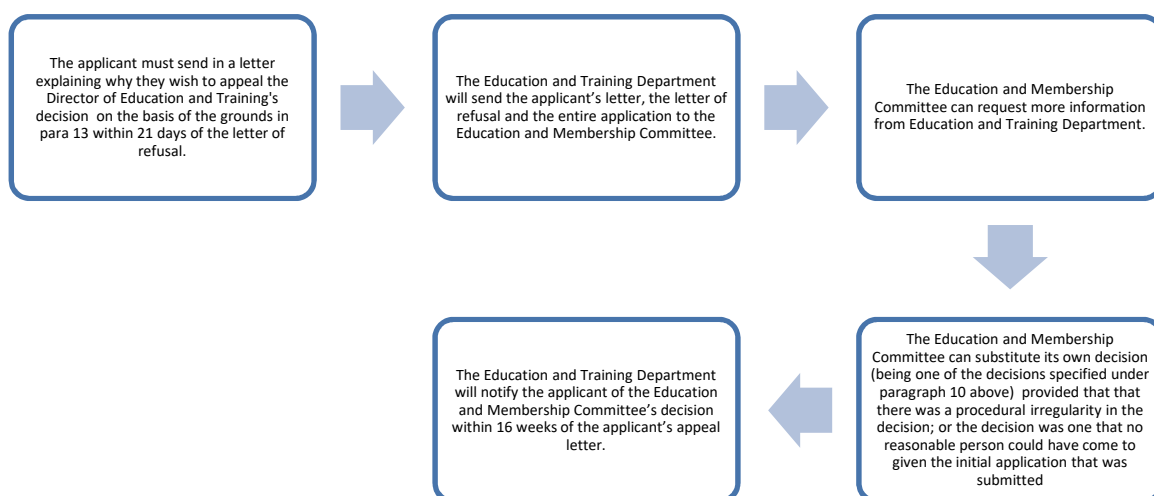 The applicant must send in a letter
explaining why they wish to appeal the
Director of Education and Training's
decision on the basis of the grounds in
para 13 within 21 days of the letter of
refusal.
The Education and Training Department
will send the applicant’s letter, the letter of
refusal and the entire application to the
Education and Membership Committee.
The Education and Membership
Committee can request more information
from Education and Training Department.
The Education and Membership
Committee can substitute its own decision
(being one of the decisions specified under
paragraph 10 above) provided that that
there was a procedural irregularity in the
decision; or the decision was one that no
reasonable person could have come to
given the initial application that was
submitted
The Education and Training Department
will notify the applicant of the Education
and Membership Committee’s decision
within 16 weeks of the applicant’s appeal
letter.